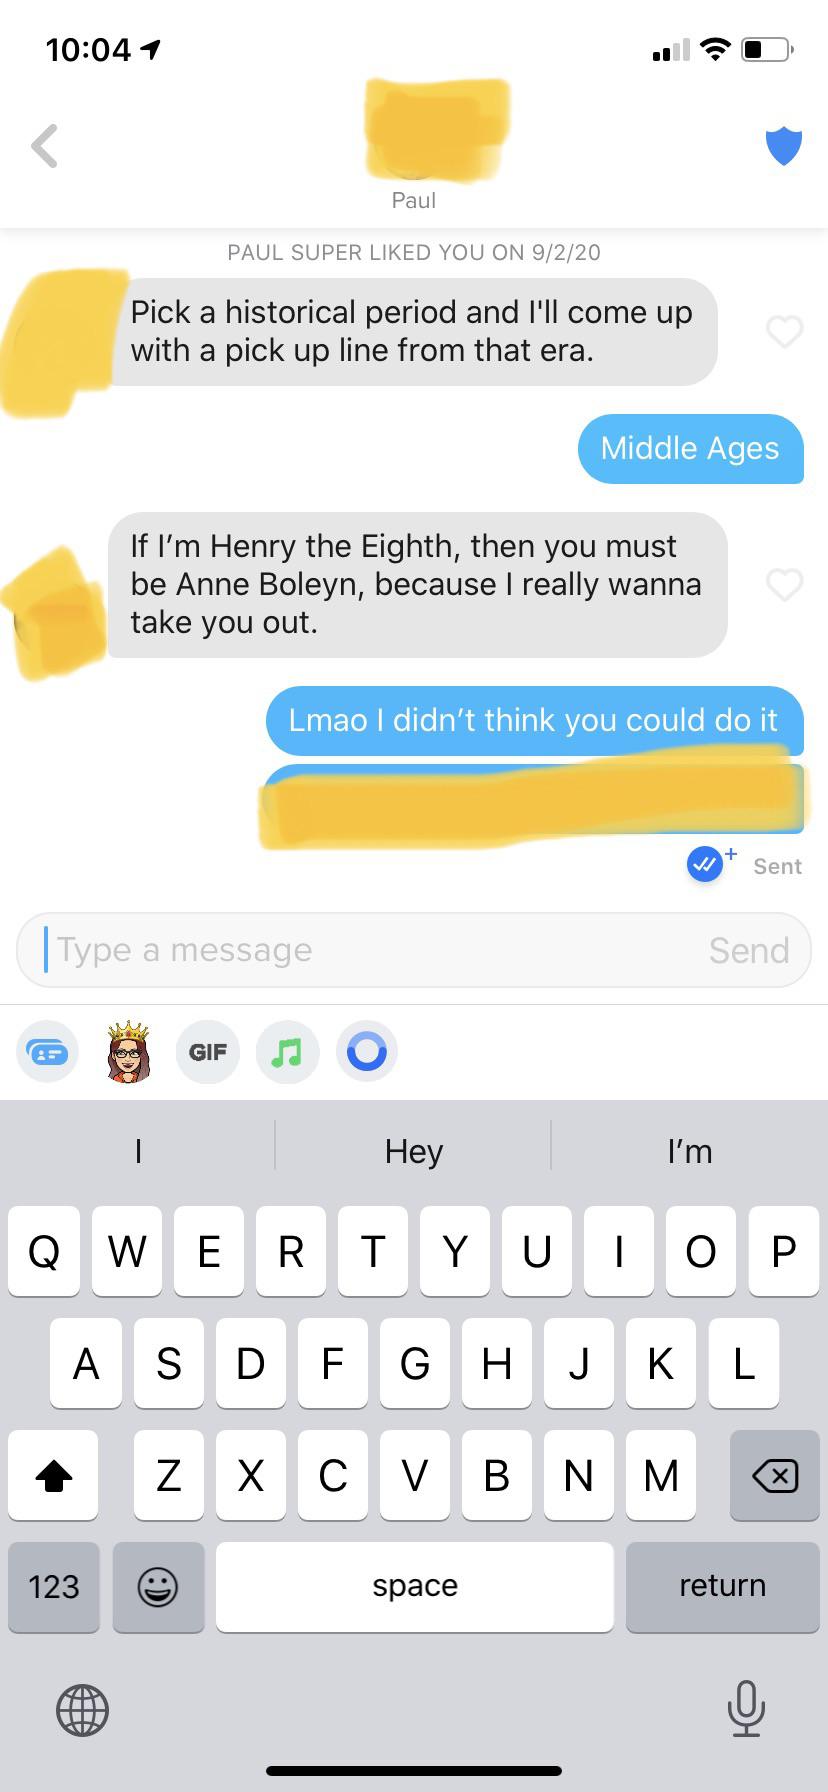 10:04
Paul
PAUL SUPER LIKED YOU ON 9/2/20
Pick a historical period and I'll come up
with a pick up line from that era.
Middle Ages
If I’m Henry the Eighth, then you must
be Anne Boleyn, because I really wanna
take you out.
Lmao I didn’t think you could do it
Sent
Type a message Send
GIF
I Hey I’m
Q W E R T Y U I O P
A S D F G H J K L
Z X C V B N M
123 space return